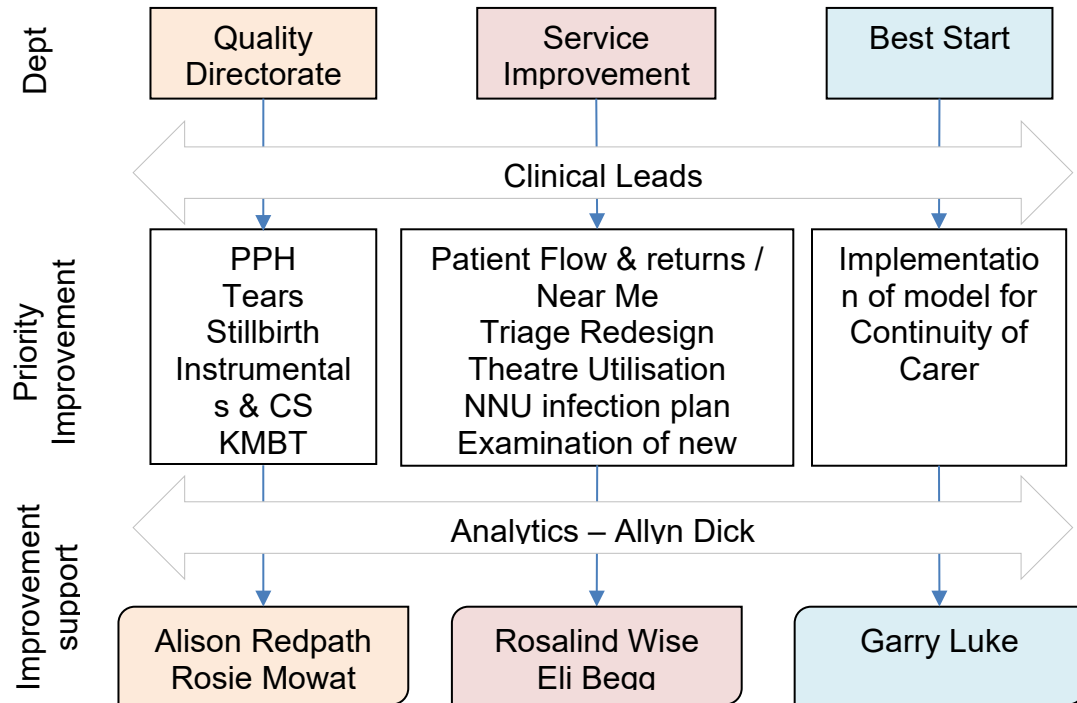 Dept
Quality
Directorate
Service
Improvement
Best Start
Clinical Leads
Priority
Improvement
PPH
Tears
Stillbirth
Instrumental
s & CS
KMBT
Patient Flow & returns /
Near Me
Triage Redesign
Theatre Utilisation
NNU infection plan
Examination of new
Implementatio
n of model for
Continuity of
Carer
Analytics – Allyn Dick
Improvement
support
Alison Redpath
Rosie Mowat
Rosalind Wise
Eli Begg
Garry Luke